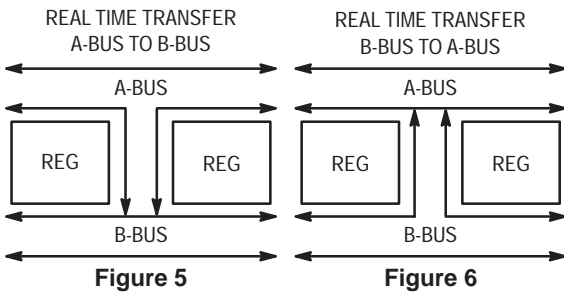 REAL TIME TRANSFER
A-BUS TO B-BUS
A-BUS
REG
REG
B-BUS
Figure 5
REAL TIME TRANSFER
B-BUS TO A-BUS
A-BUS
REG
REG
B-BUS
Figure 6